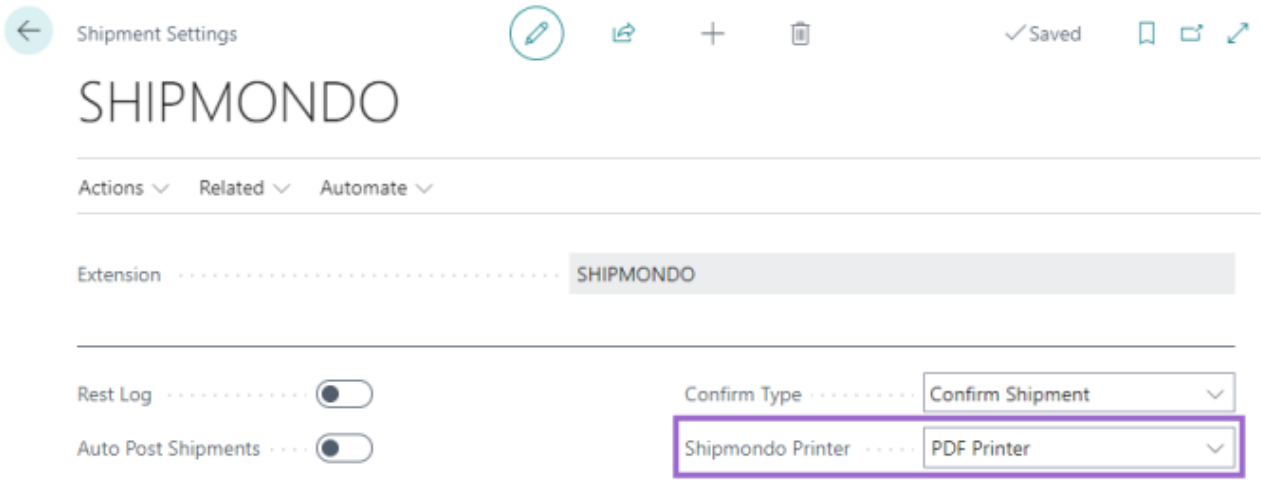 Shipment Settings
Saved
SHIPMONDO
Actions Related Automate
Extension SHIPMONDO
Rest Log Confirm Type Confirm Shipment
Auto Post Shipments Shipmondo Printer PDF Printer